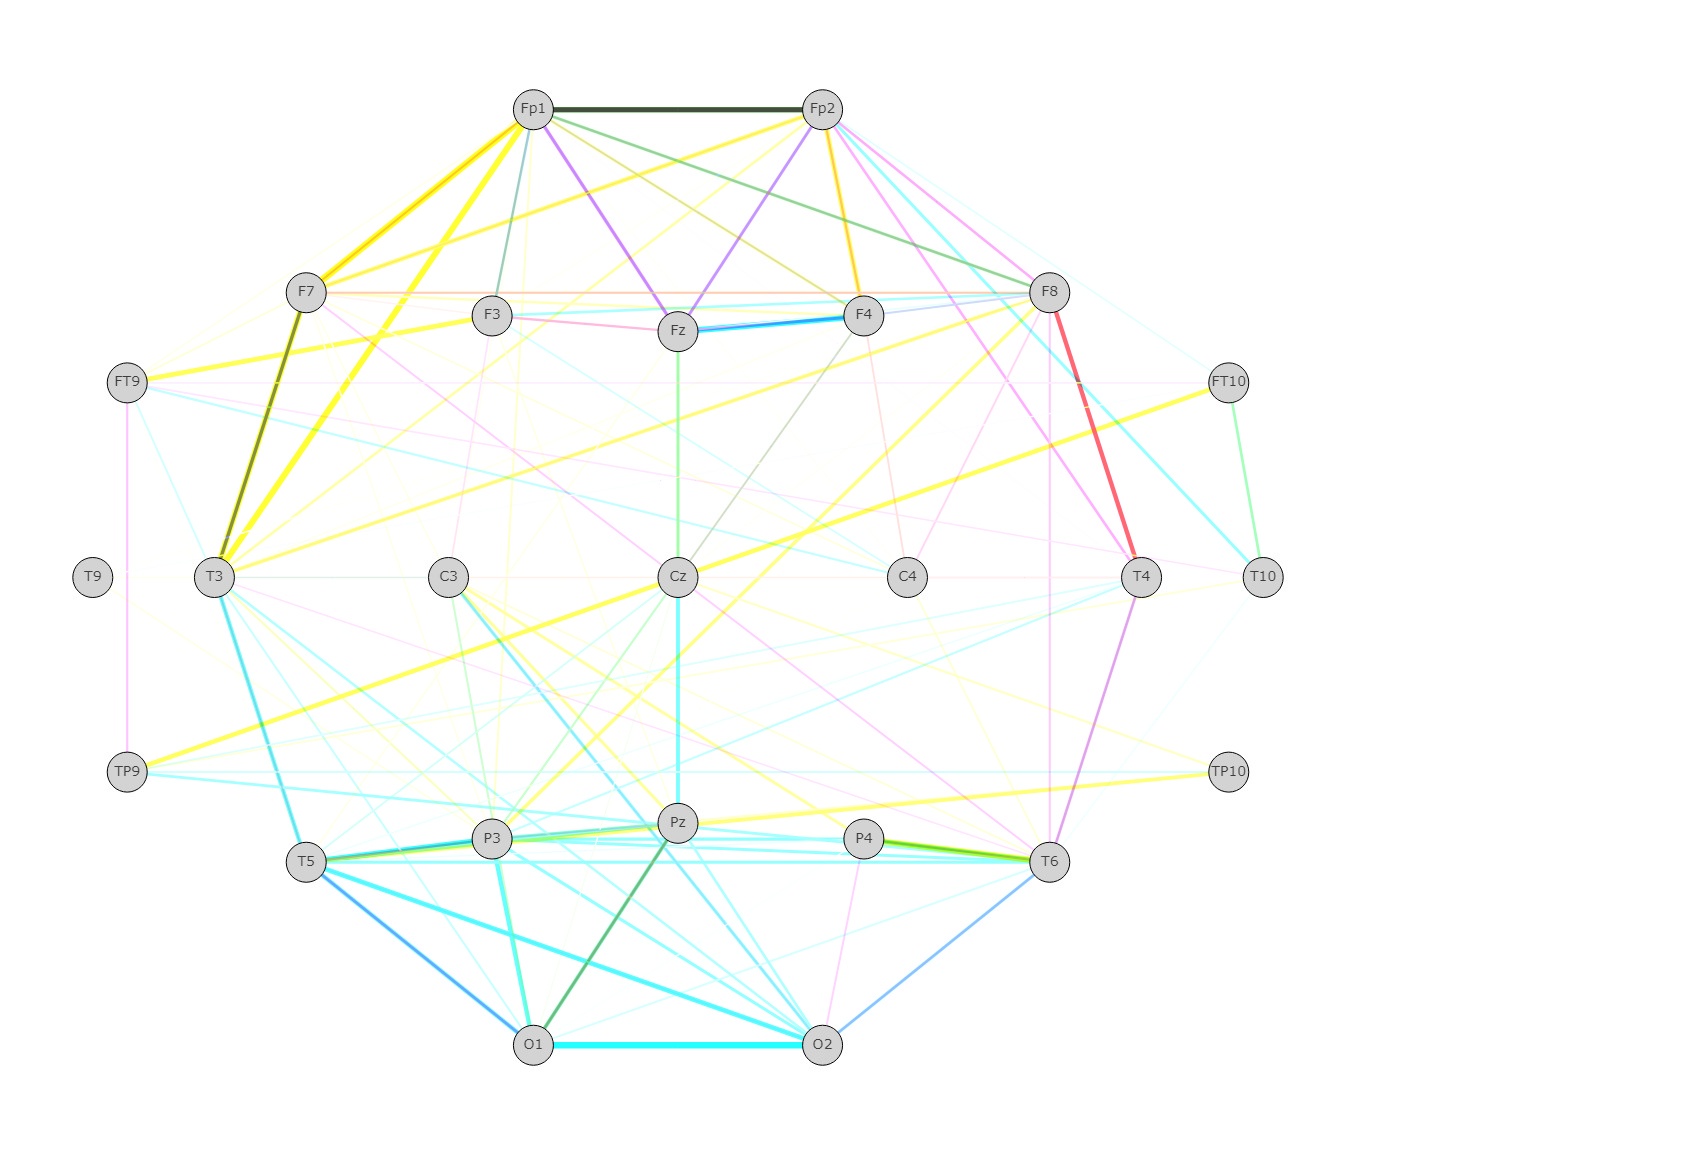 Fp1 Fp2
F7 F3 Fz F4 F8
FT9 FT10
T9 T3 C3 Cz C4 T4 T10
TP9 TP10
T5 P3 Pz P4 T6
O1 O2